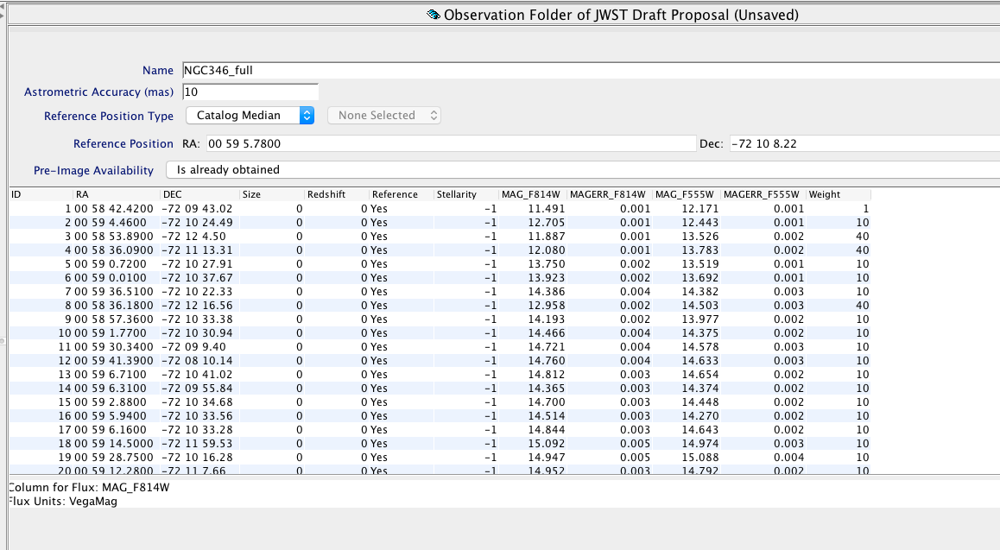 Observation Folder of JWST Draft Proposal (Unsaved)
Name NGC346_full
Astrometric Accuracy (mas) 10
Reference Position Type Catalog Median None Selected
Reference Position RA: 00 59 5.7800 Dec: -72 10 8.22
Pre-Image Availability Is already obtained
ID RA DEC Size Redshift Reference Stellarity MAG_F814W MAGERR_F814W MAG_F555W MAGERR_F555W Weight
1 00 58 42.4200 -72 09 43.02 0 0 Yes -1 11.491 0.001 12.171 0.001 1
2 00 59 4.4600 -72 10 24.49 0 0 Yes -1 12.705 0.001 12.443 0.001 10
3 00 58 53.8900 -72 12 4.50 0 0 Yes -1 11.887 0.001 13.526 0.002 40
4 00 58 36.0900 -72 11 13.31 0 0 Yes -1 12.080 0.001 13.783 0.002 40
5 00 59 0.7200 -72 10 27.91 0 0 Yes -1 13.750 0.002 13.519 0.001 10
6 00 59 0.0100 -72 10 37.67 0 0 Yes -1 13.923 0.002 13.692 0.001 10
7 00 59 36.5100 -72 10 22.33 0 0 Yes -1 14.386 0.004 14.382 0.003 10
8 00 58 36.1800 -72 12 16.56 0 0 Yes -1 12.958 0.002 14.503 0.003 40
9 00 58 57.3600 -72 10 33.38 0 0 Yes -1 14.193 0.002 13.977 0.002 10
10 00 59 1.7700 -72 10 30.94 0 0 Yes -1 14.466 0.004 14.375 0.002 10
11 00 59 30.3400 -72 09 9.40 0 0 Yes -1 14.721 0.004 14.578 0.003 10
12 00 59 41.3900 -72 08 10.14 0 0 Yes -1 14.760 0.004 14.633 0.003 10
13 00 59 6.7100 -72 10 41.02 0 0 Yes -1 14.812 0.003 14.654 0.002 10
14 00 59 6.3100 -72 09 55.84 0 0 Yes -1 14.365 0.003 14.374 0.002 10
15 00 59 2.8800 -72 10 34.68 0 0 Yes -1 14.700 0.003 14.448 0.002 10
16 00 59 5.9400 -72 10 33.56 0 0 Yes -1 14.514 0.003 14.270 0.002 10
17 00 59 6.1600 -72 10 33.28 0 0 Yes -1 14.844 0.003 14.643 0.002 10
18 00 59 14.5000 -72 11 59.53 0 0 Yes -1 15.092 0.005 14.974 0.003 10
19 00 59 28.7500 -72 10 16.28 0 0 Yes -1 14.947 0.005 15.088 0.004 10
20 00 59 12.2800 -72 11 7.66 0 0 Yes -1 14.952 0.003 14.792 0.002 10
Column for Flux: MAG_F814W
Flux Units: VegaMag